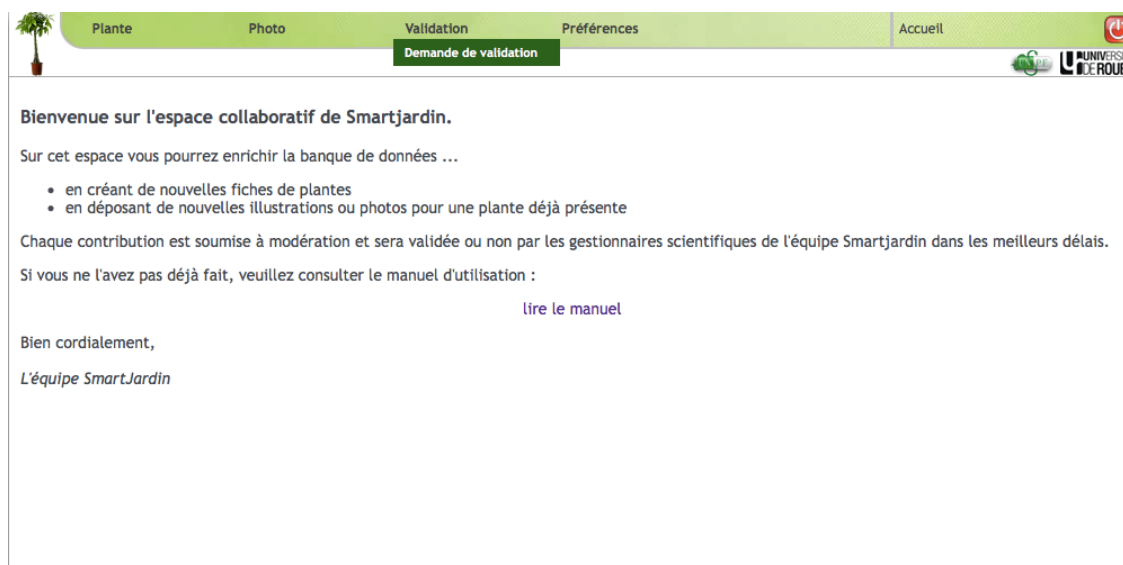 Plante Photo Validation Préférences Accueil
Demande de validation
Bienvenue sur l'espace collaboratif de Smartjardin.
Sur cet espace vous pourrez enrichir la banque de données ...
• en créant de nouvelles fiches de plantes
• en déposant de nouvelles illustrations ou photos pour une plante déjà présente
Chaque contribution est soumise à modération et sera validée ou non par les gestionnaires scientifiques de l'équipe Smartjardin dans les meilleurs délais.
Si vous ne l'avez pas déjà fait, veuillez consulter le manuel d'utilisation :
lire le manuel
Bien cordialement,
L'équipe SmartJardin